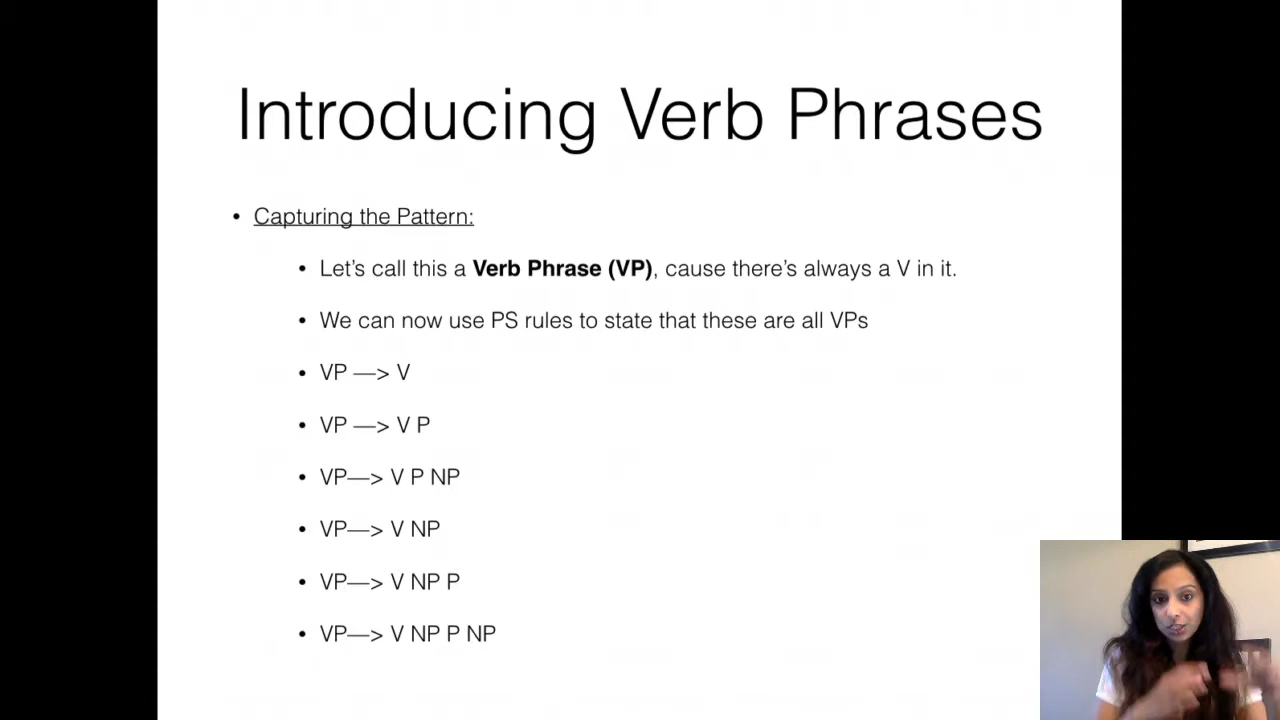 Introducing Verb Phrases
• Capturing the Pattern:
• Let's call this a Verb Phrase (VP), cause there's always a V in it.
• We can now use PS rules to state that these are all VPs
• VP —> V
• VP —> V P
• VP—> V P NP
• VP—> V NP
• VP—> V NP P
• VP—> V NP P NP